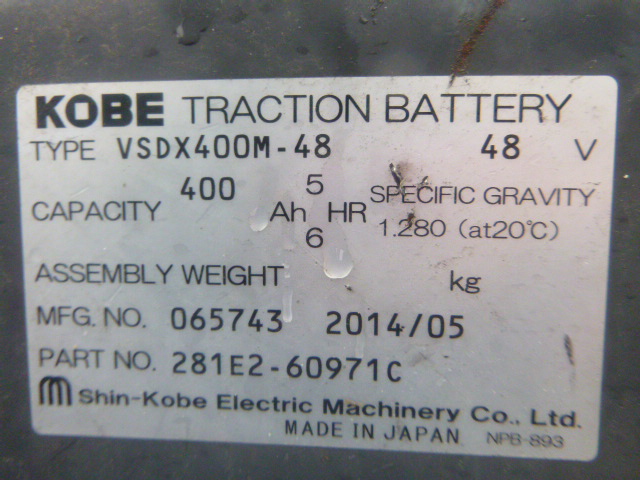 KOBE TRACTION BATTERY
TYPE VSDX400M-48 48 V
CAPACITY 400 Ah 5 HR SPECIFIC GRAVITY
6 1.280 (at20℃)
ASSEMBLY WEIGHT kg
MFG. NO. 065743 2014/05
PART NO. 281E2-60971C
Shin-Kobe Electric Machinery Co., Ltd.
MADE IN JAPAN NPB-893